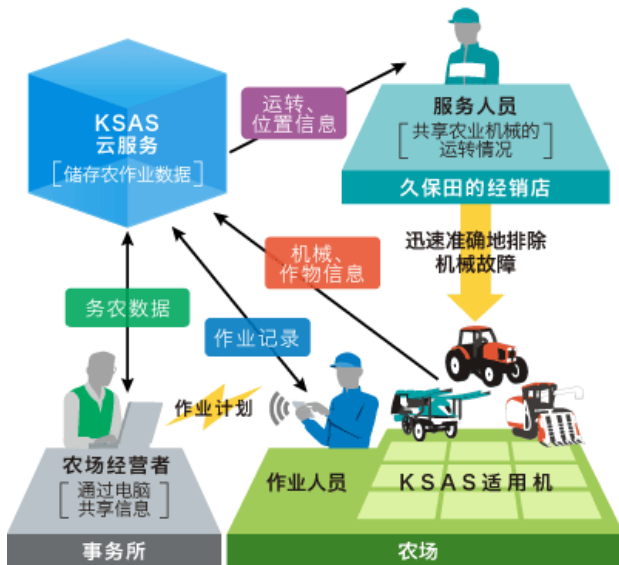 KSAS
云服务
[储存农作业数据]
运转、
位置信息
服务人员
[共享农业机械的
运转情况]
久保田的经销店
迅速准确地排除
机械故障
机械、
作物信息
务农数据
作业记录
作业计划
农场经营者
[通过电脑
共享信息]
事务所
作业人员
KSAS适用机
农场